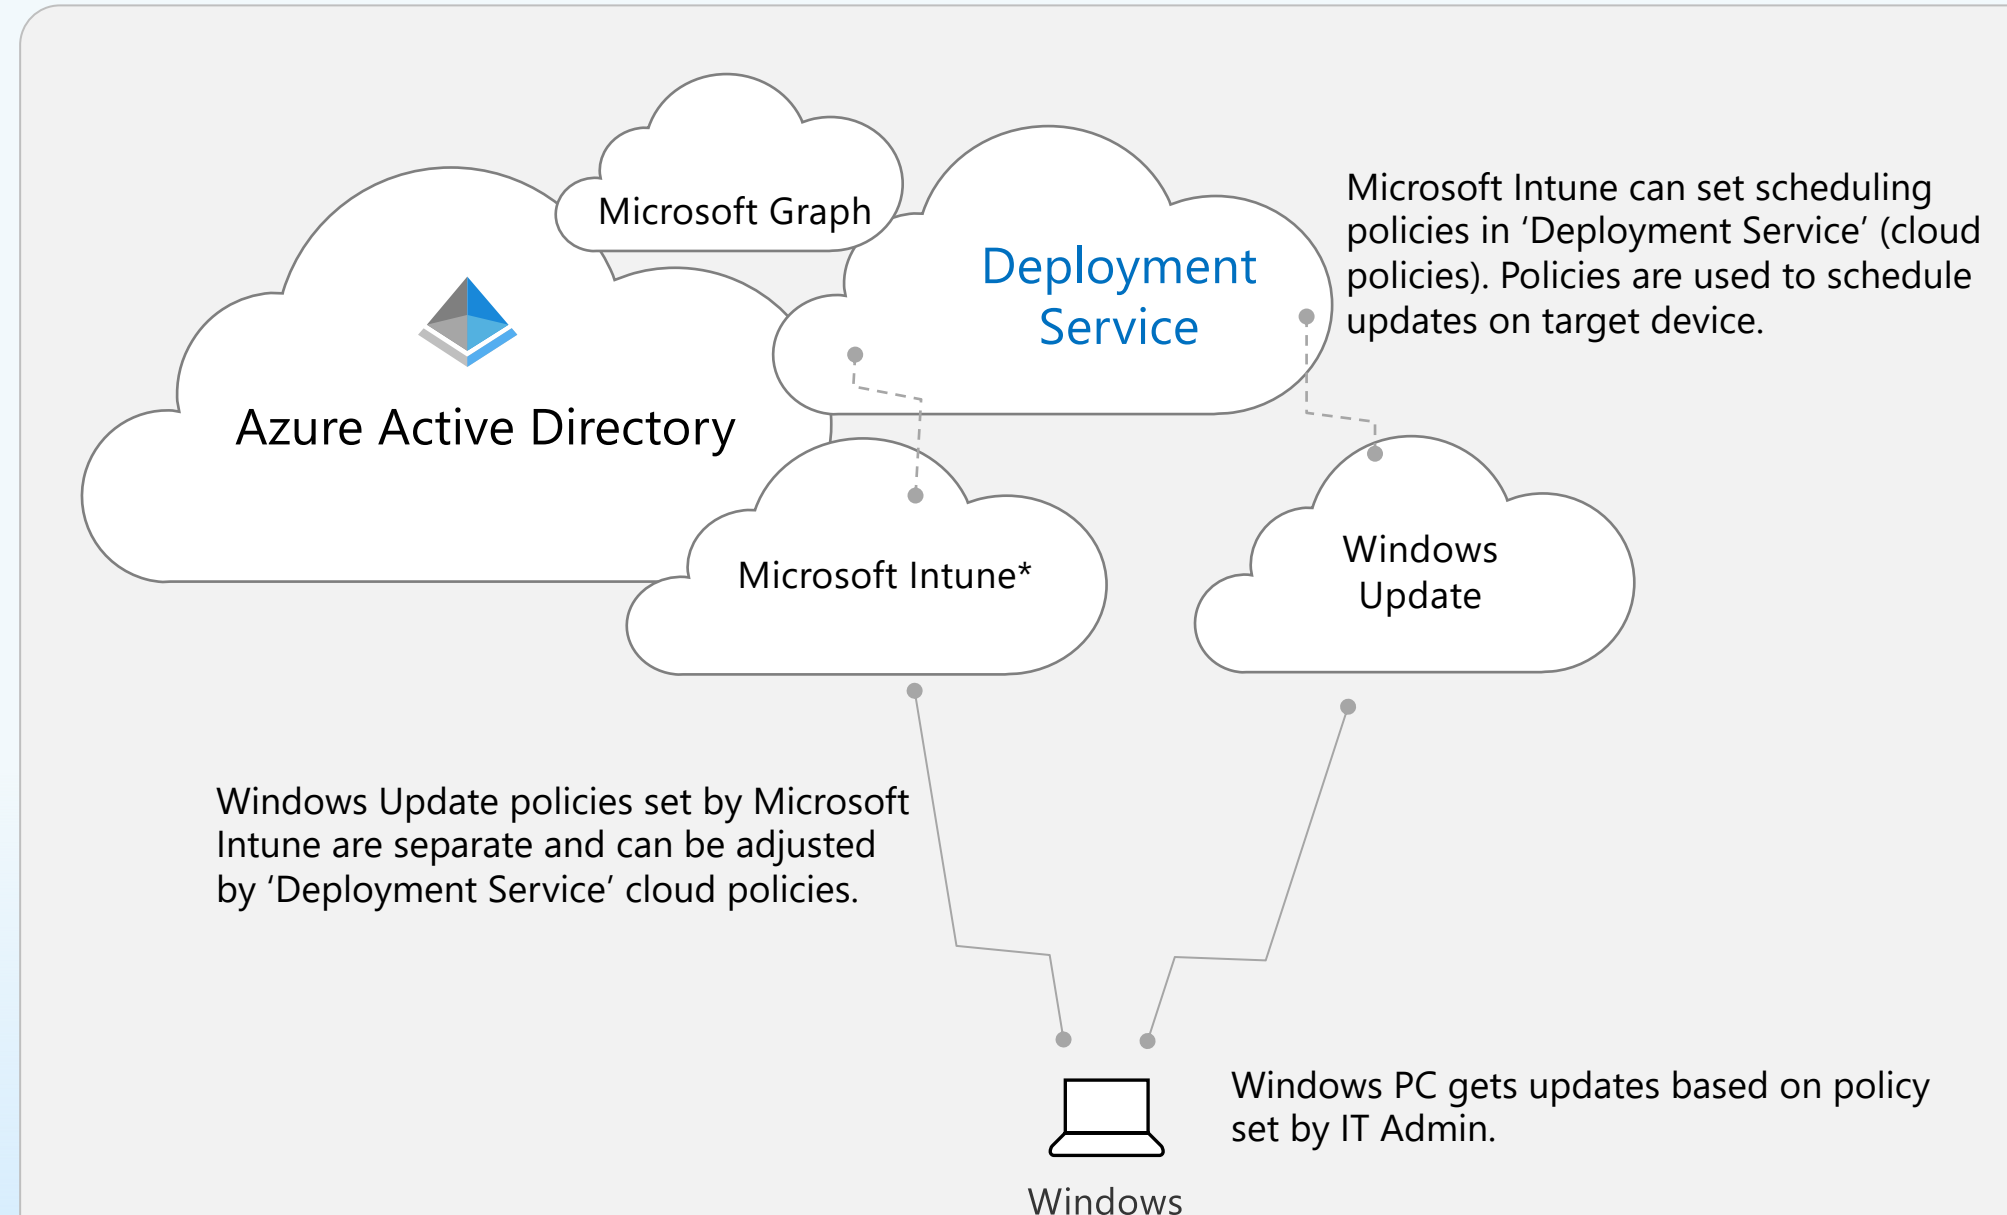 Microsoft Graph
Deployment
Service
Microsoft Intune can set scheduling
policies in ‘Deployment Service’ (cloud
policies). Policies are used to schedule
updates on target device.
Azure Active Directory
Microsoft Intune*
Windows
Update
Windows Update policies set by Microsoft
Intune are separate and can be adjusted
by ‘Deployment Service’ cloud policies.
Windows PC gets updates based on policy
set by IT Admin.
Windows